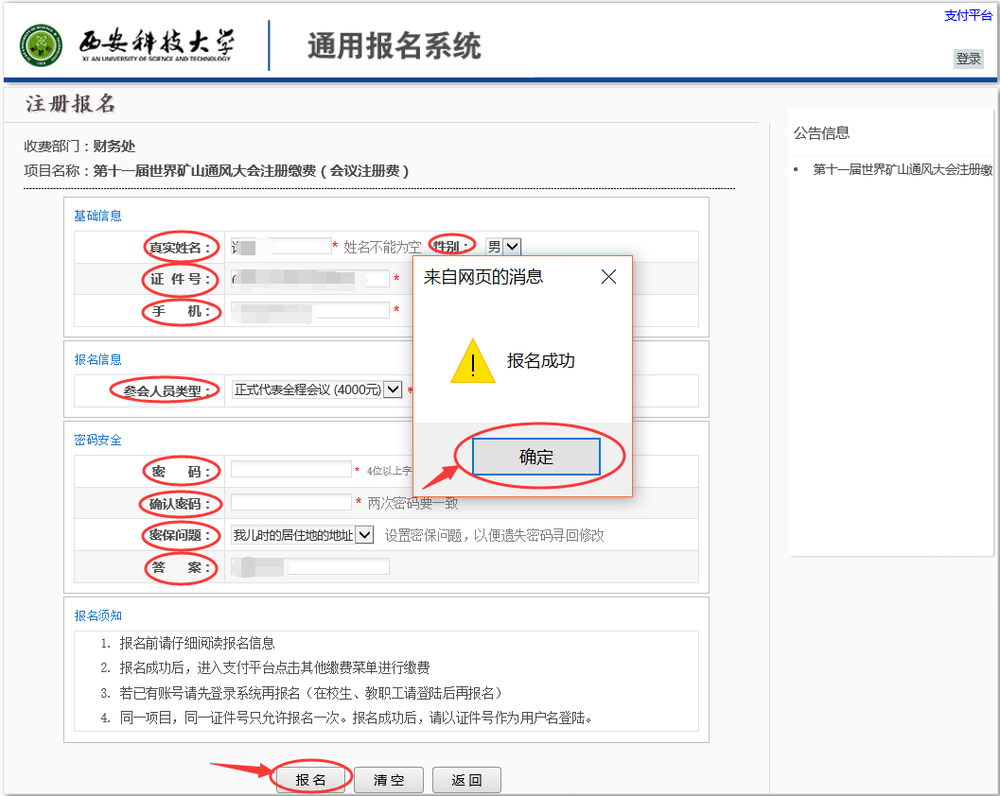 支付平台
西安科技大学
XI AN UNIVERSITY OF SCIENCE AND TECHNOLOGY
通用报名系统
登录
注册报名
收费部门：财务处
项目名称：第十一届世界矿山通风大会注册缴费（会议注册费）
公告信息
• 第十一届世界矿山通风大会注册缴
基础信息
真实姓名： * 姓名不能为空 性别： 男
证 件 号： *
手 机： *
来自网页的消息
报名成功
确定
报名信息
参会人员类型： 正式代表全程会议 (4000元) *
密码安全
密 码： * 4位以上字
确认密码： * 两次密码要一致
密保问题： 我儿时的居住地的地址 设置密保问题，以便遗失密码寻回修改
答 案：
报名须知
1. 报名前请仔细阅读报名信息
2. 报名成功后，进入支付平台点击其他缴费菜单进行缴费
3. 若已有账号请先登录系统再报名（在校生、教职工请登陆后再报名）
4. 同一项目，同一证件号只允许报名一次。报名成功后，请以证件号作为用户名登陆。
报 名 清 空 返 回